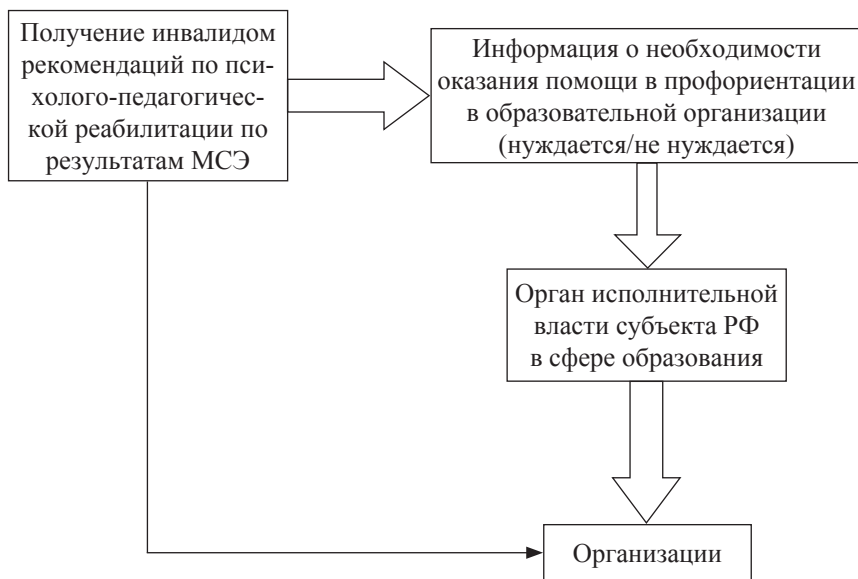 Получение инвалидом
рекомендаций по пси-
холого-педагогичес-
кой реабилитации по
результатам МСЭ
Информация о необходимости
оказания помощи в профориентации
в образовательной организации
(нуждается/не нуждается)
Орган исполнительной
власти субъекта РФ
в сфере образования
Организации